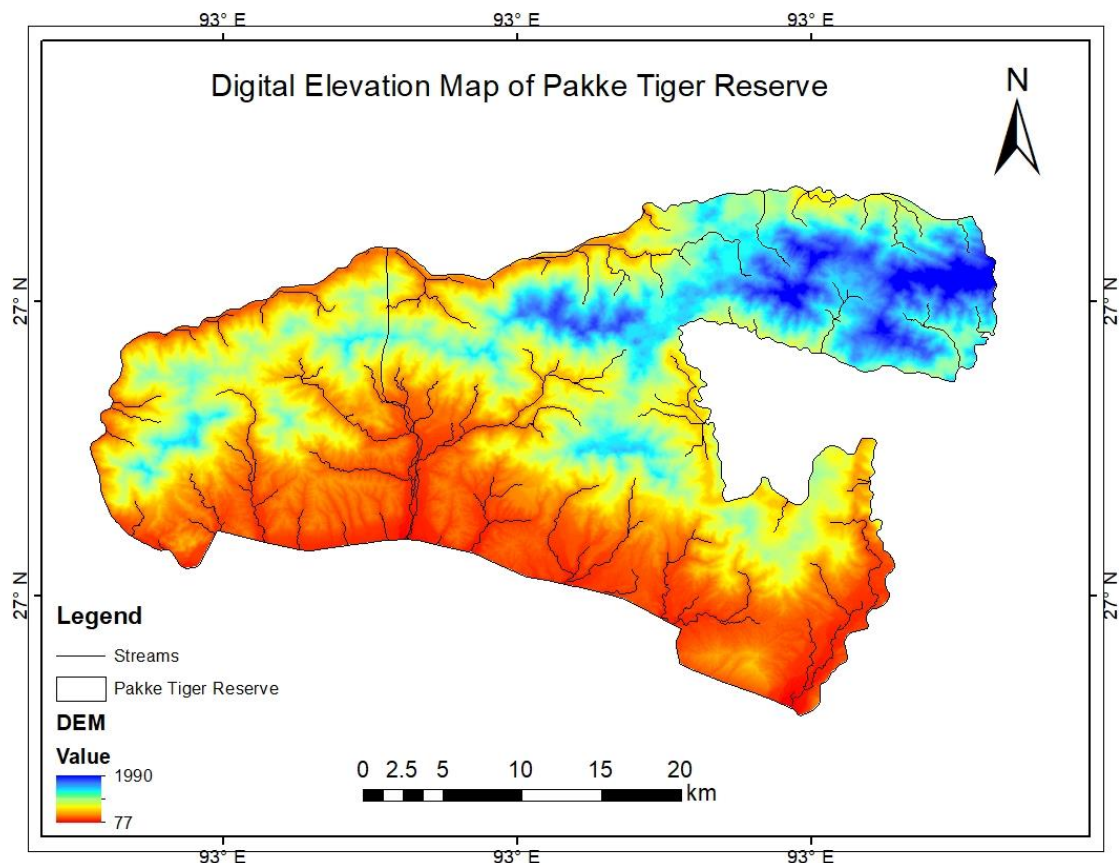 93° E 93° E 93° E
Digital Elevation Map of Pakke Tiger Reserve
N
27° N 27° N
27° N 27° N
Legend
Streams
Pakke Tiger Reserve
DEM
Value
1990
77
0 2.5 5 10 15 20
km
93° E 93° E 93° E